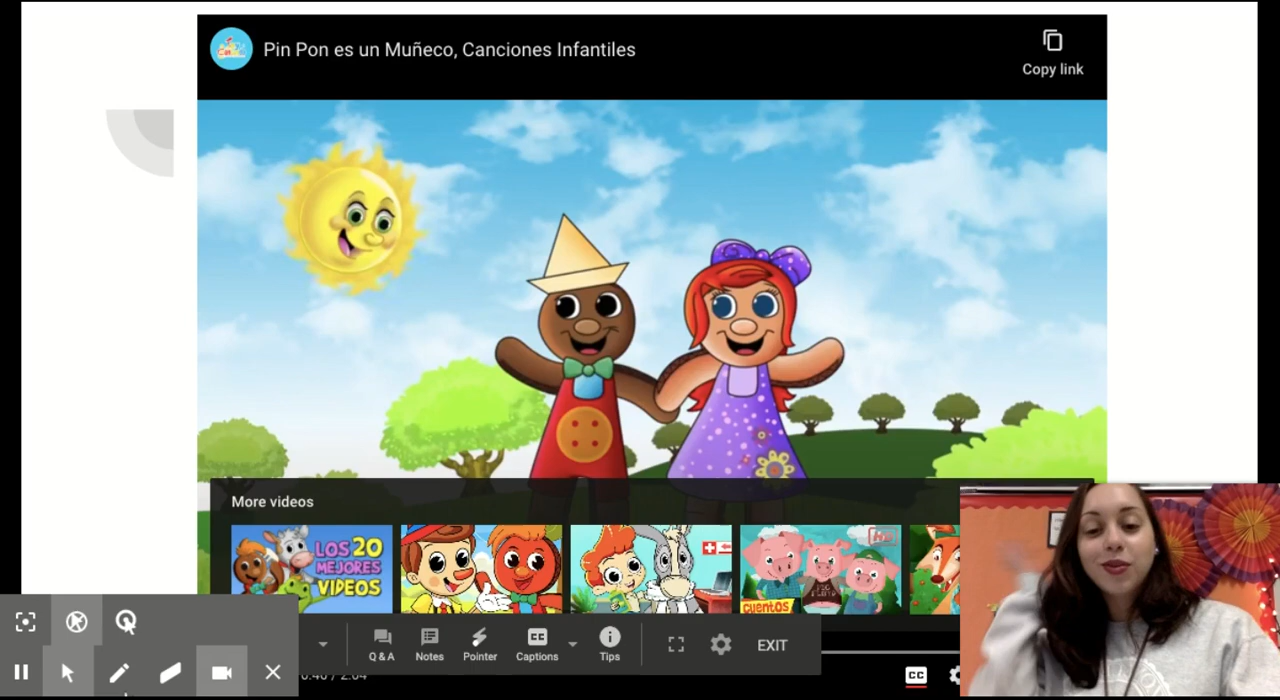 Pin Pon es un Muñeco, Canciones Infantiles
Copy link
More videos
LOS 20
MEJORES
VIDEOS
CUENTOS
Q & A
Notes
Pointer
Captions
Tips
EXIT
CC